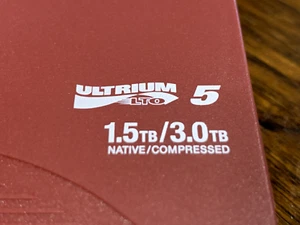 ULTRIUM LTO 5
1.5TB/3.0TB
NATIVE/COMPRESSED